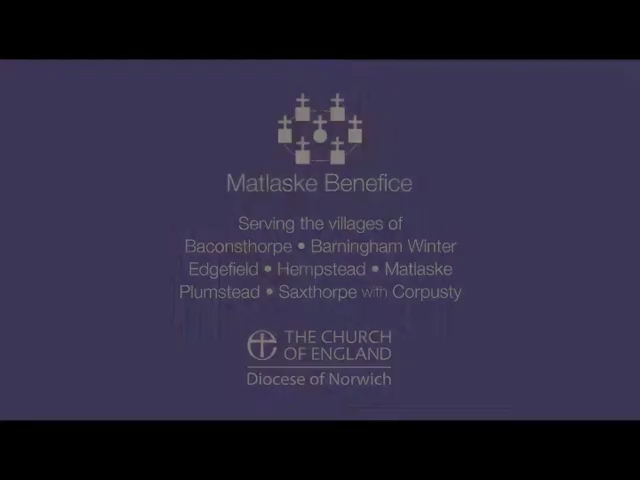 Matlaske Benefice
Serving the villages of
Baconsthorpe • Barningham Winter
Edgefield • Hempstead • Matlaske
Plumstead • Saxthorpe with Corpusty
THE CHURCH
OF ENGLAND
Diocese of Norwich